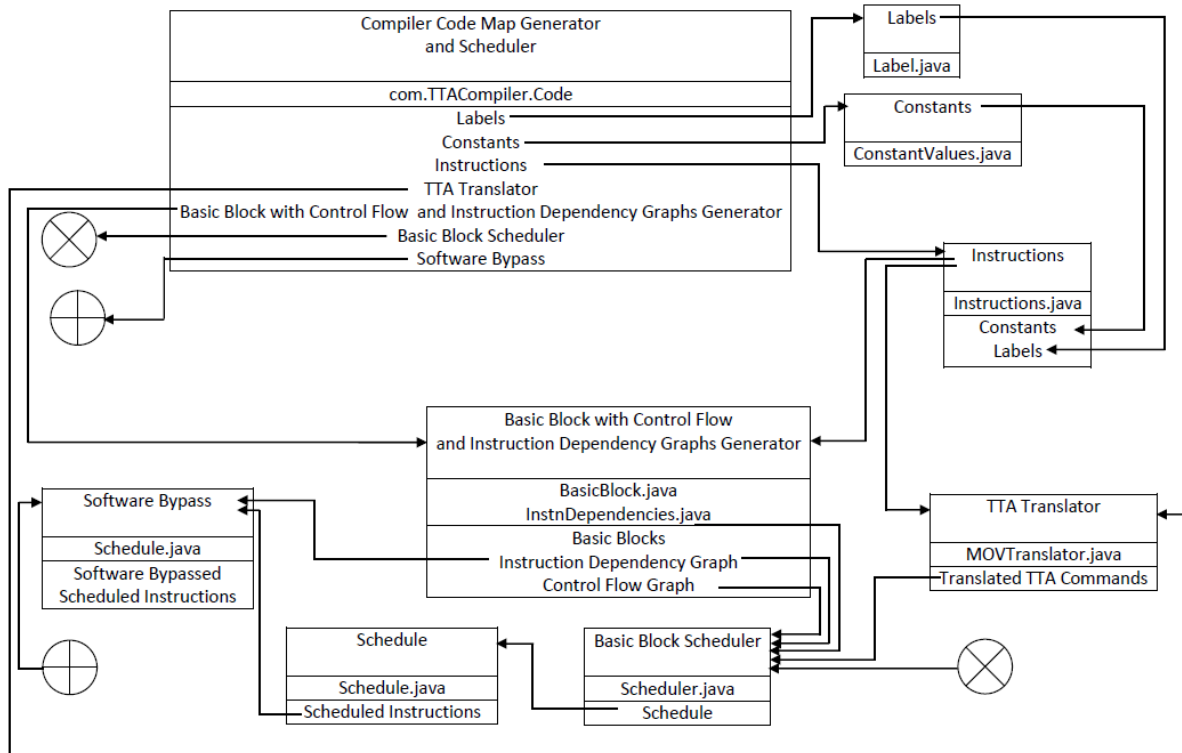 Compiler Code Map Generator
and Scheduler
com.TTACompiler.Code
Labels
Constants
Instructions
TTA Translator
Basic Block with Control Flow and Instruction Dependency Graphs Generator
Basic Block Scheduler
Software Bypass
Labels
Label.java
Constants
ConstantValues.java
Instructions
Instructions.java
Constants
Labels
Basic Block with Control Flow
and Instruction Dependency Graphs Generator
BasicBlock.java
InstnDependencies.java
Basic Blocks
Instruction Dependency Graph
Control Flow Graph
Software Bypass
Schedule.java
Software Bypassed
Scheduled Instructions
TTA Translator
MOVTranslator.java
Translated TTA Commands
Schedule
Schedule.java
Scheduled Instructions
Basic Block Scheduler
Scheduler.java
Schedule